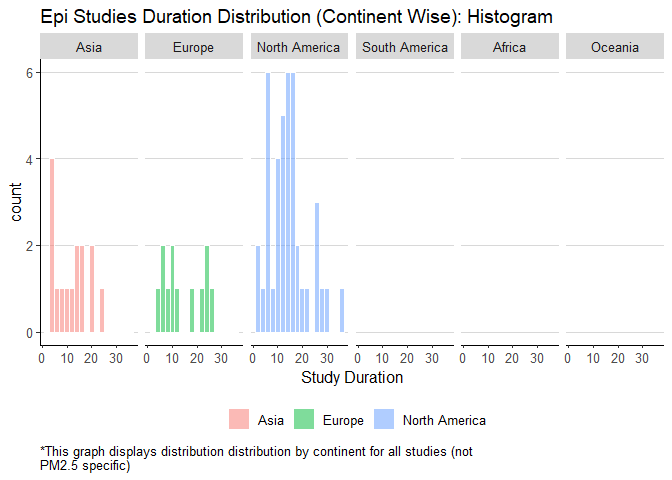 Epi Studies Duration Distribution (Continent Wise): Histogram
Asia Europe North America South America Africa Oceania
6
4
2
0
count
0 10 20 30 0 10 20 30 0 10 20 30 0 10 20 30 0 10 20 30 0 10 20 30
Study Duration
Asia Europe North America
*This graph displays distribution distribution by continent for all studies (not
PM2.5 specific)